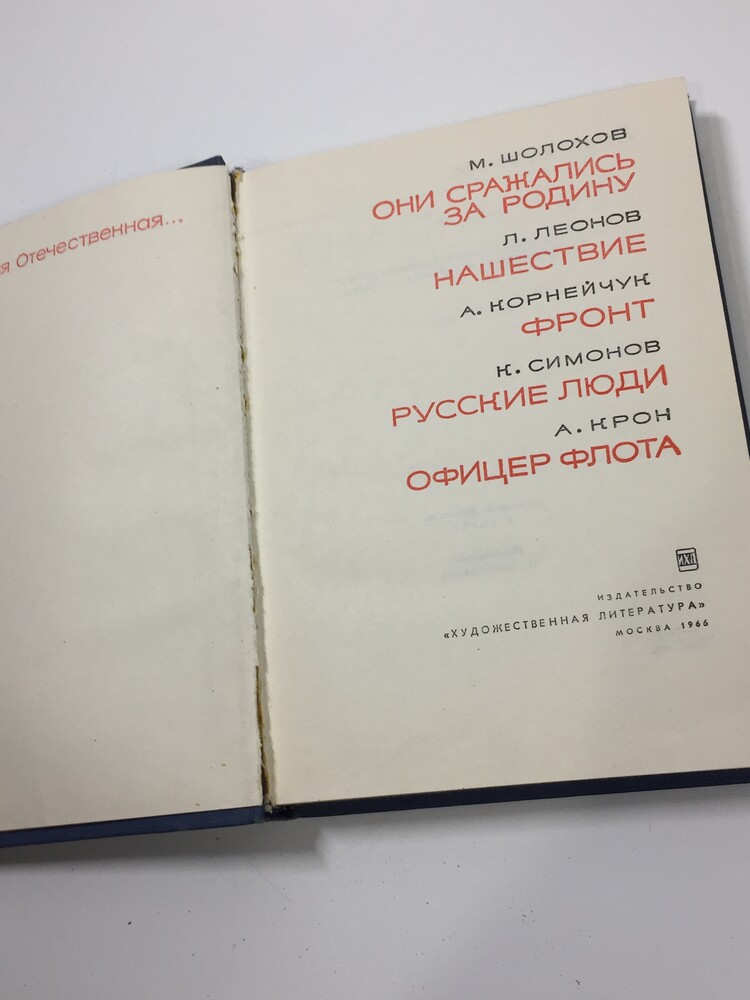 я Отечественная...
М. ШОЛОХОВ
ОНИ СРАЖАЛИСЬ
ЗА РОДИНУ
Л. ЛЕОНОВ
НАШЕСТВИЕ
А. КОРНЕЙЧУК
ФРОНТ
К. СИМОНОВ
РУССКИЕ ЛЮДИ
А. КРОН
ОФИЦЕР ФЛОТА
ИЗДАТЕЛЬСТВО
«ХУДОЖЕСТВЕННАЯ ЛИТЕРАТУРА»
МОСКВА 1966